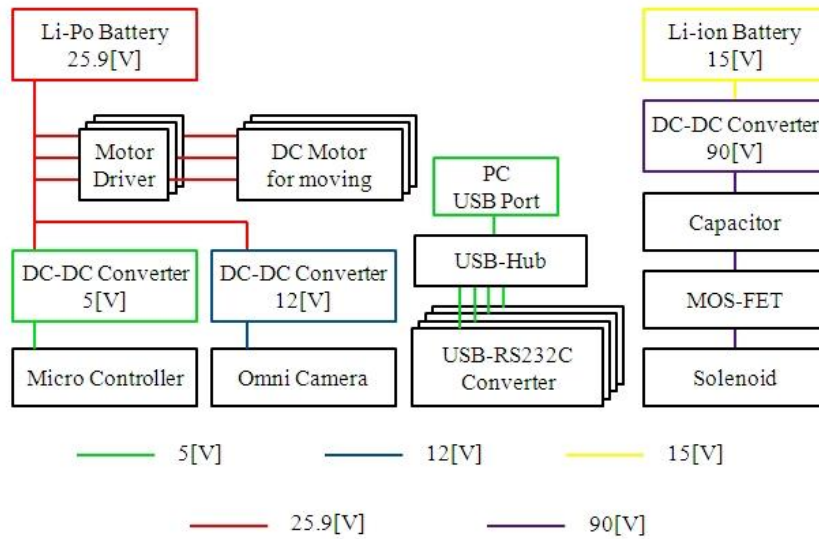 Li-Po Battery
25.9[V]
Li-ion Battery
15[V]
Motor
Driver
DC Motor
for moving
PC
USB Port
DC-DC Converter
90[V]
Capacitor
DC-DC Converter
5[V]
DC-DC Converter
12[V]
USB-Hub
MOS-FET
Micro Controller
Omni Camera
USB-RS232C
Converter
Solenoid
5[V]
12[V]
15[V]
25.9[V]
90[V]